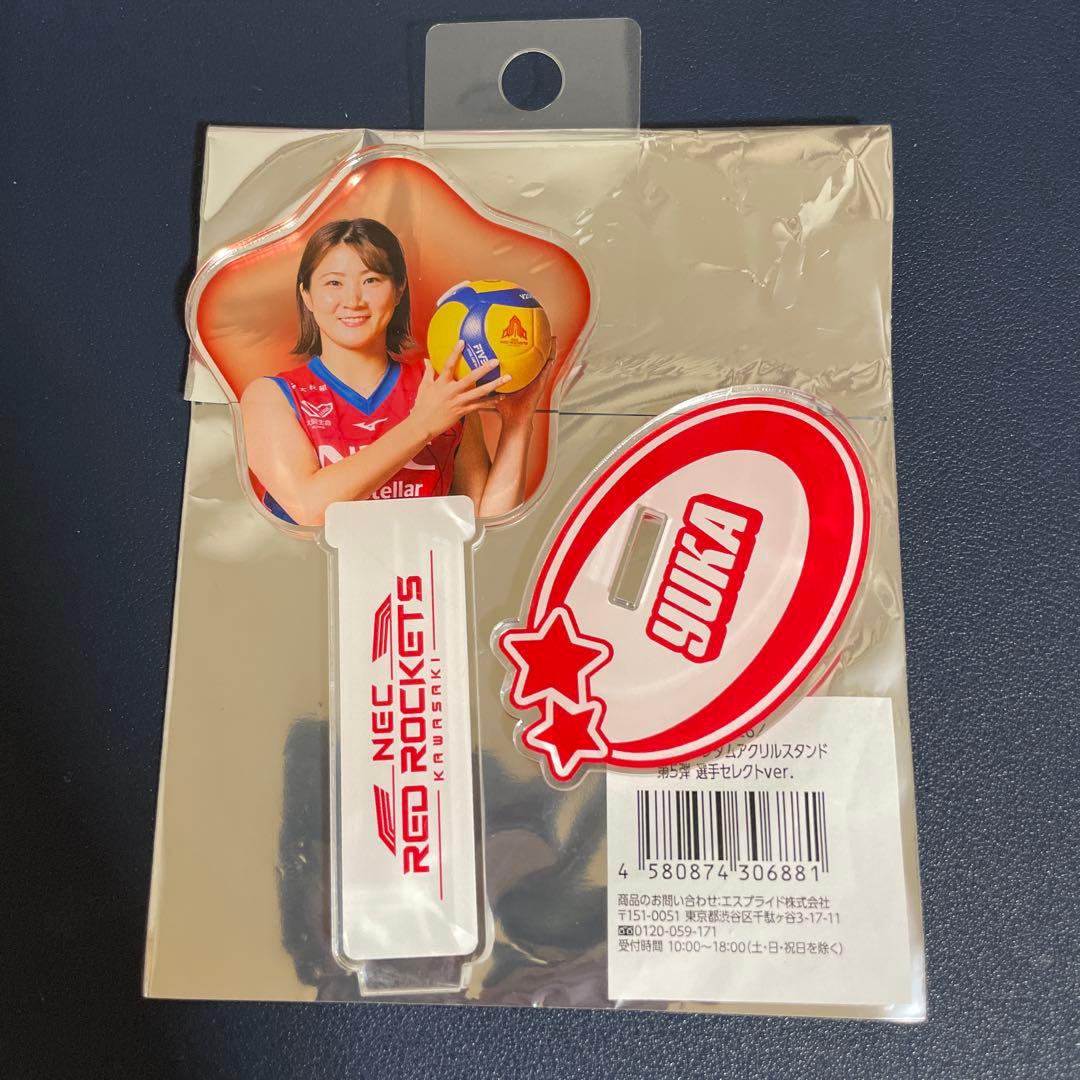 FIVB
NEC
stellar
NEC
RED ROCKETS
KAWASAKI
YUKA
ダムアクリルスタンド
第5弾 選手セレクトver.
4 580874 306881
商品のお問い合わせ:エスプライド株式会社
〒151-0051 東京都渋谷区千駄ヶ谷3-17-11
0120-059-171
受付時間 10:00〜18:00(土・日・祝日を除く)